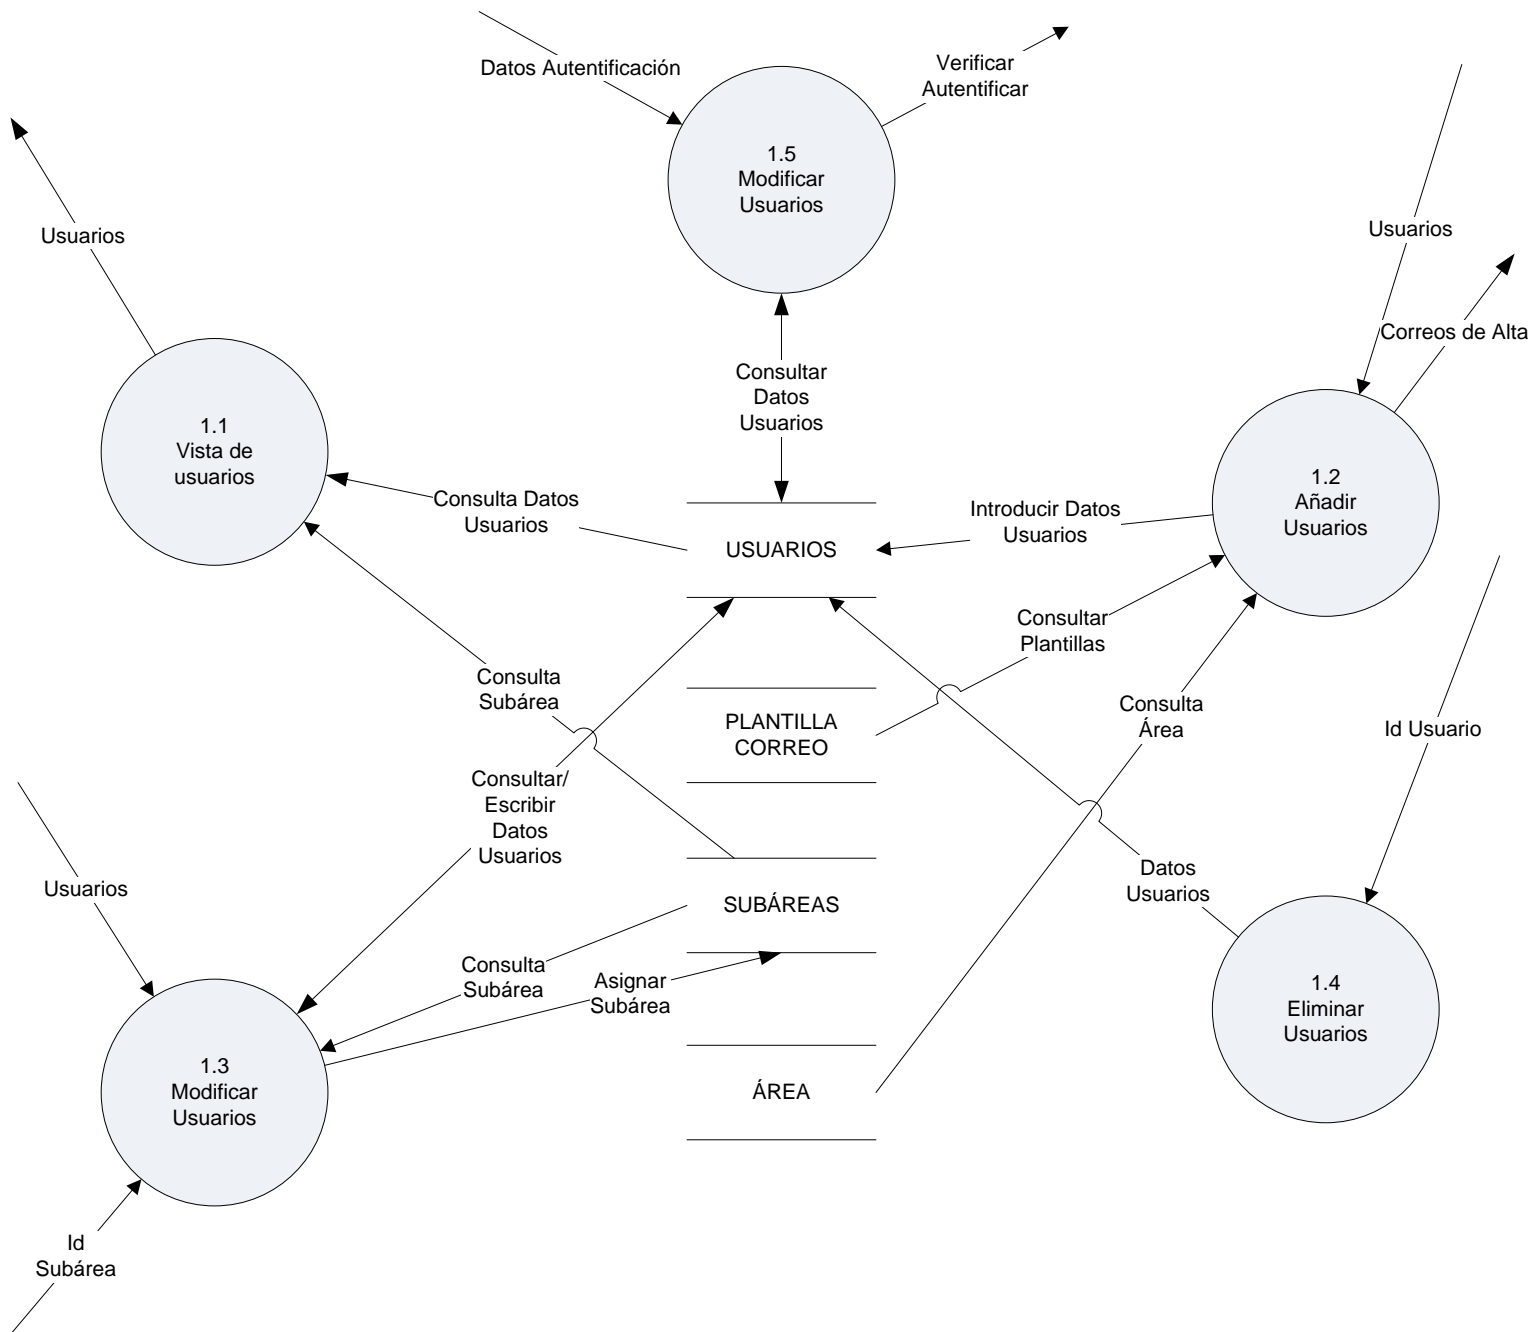 Datos Autentificación
Verificar
Autentificar
1.5
Modificar
Usuarios
Usuarios
Usuarios
Correos de Alta
Consultar
Datos
Usuarios
1.1
Vista de
usuarios
Consulta Datos
Usuarios
USUARIOS
Introducir Datos
Usuarios
1.2
Añadir
Usuarios
Consultar
Plantillas
Consulta
Subárea
PLANTILLA
CORREO
Consulta
Área
Id Usuario
Consultar/
Escribir
Datos
Usuarios
Usuarios
SUBÁREAS
Datos
Usuarios
Consulta
Subárea
Asignar
Subárea
1.4
Eliminar
Usuarios
1.3
Modificar
Usuarios
ÁREA
Id
Subárea